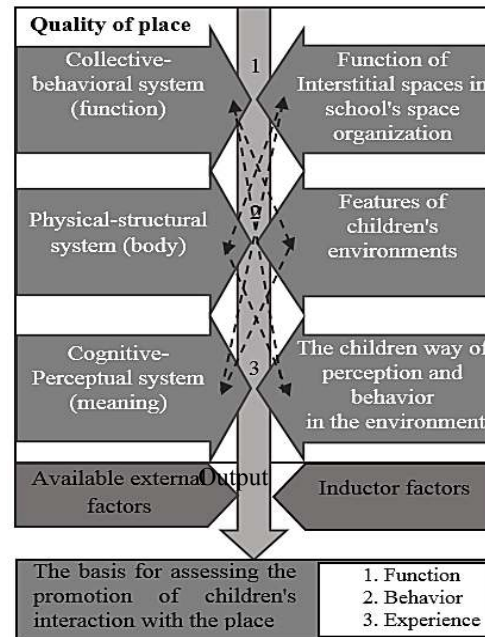 Quality of place
Collective-
behavioral system
(function)
1
Function of
Interstitial spaces in
school's space
organization
Physical-structural
system (body)
2
Features of
children's
environments
Cognitive-
Perceptual system
(meaning)
3
The children way of
perception and
behavior
in the environment
Available external
factors
Output
Inductor factors
The basis for assessing the
promotion of children's
interaction with the place
1. Function
2. Behavior
3. Experience